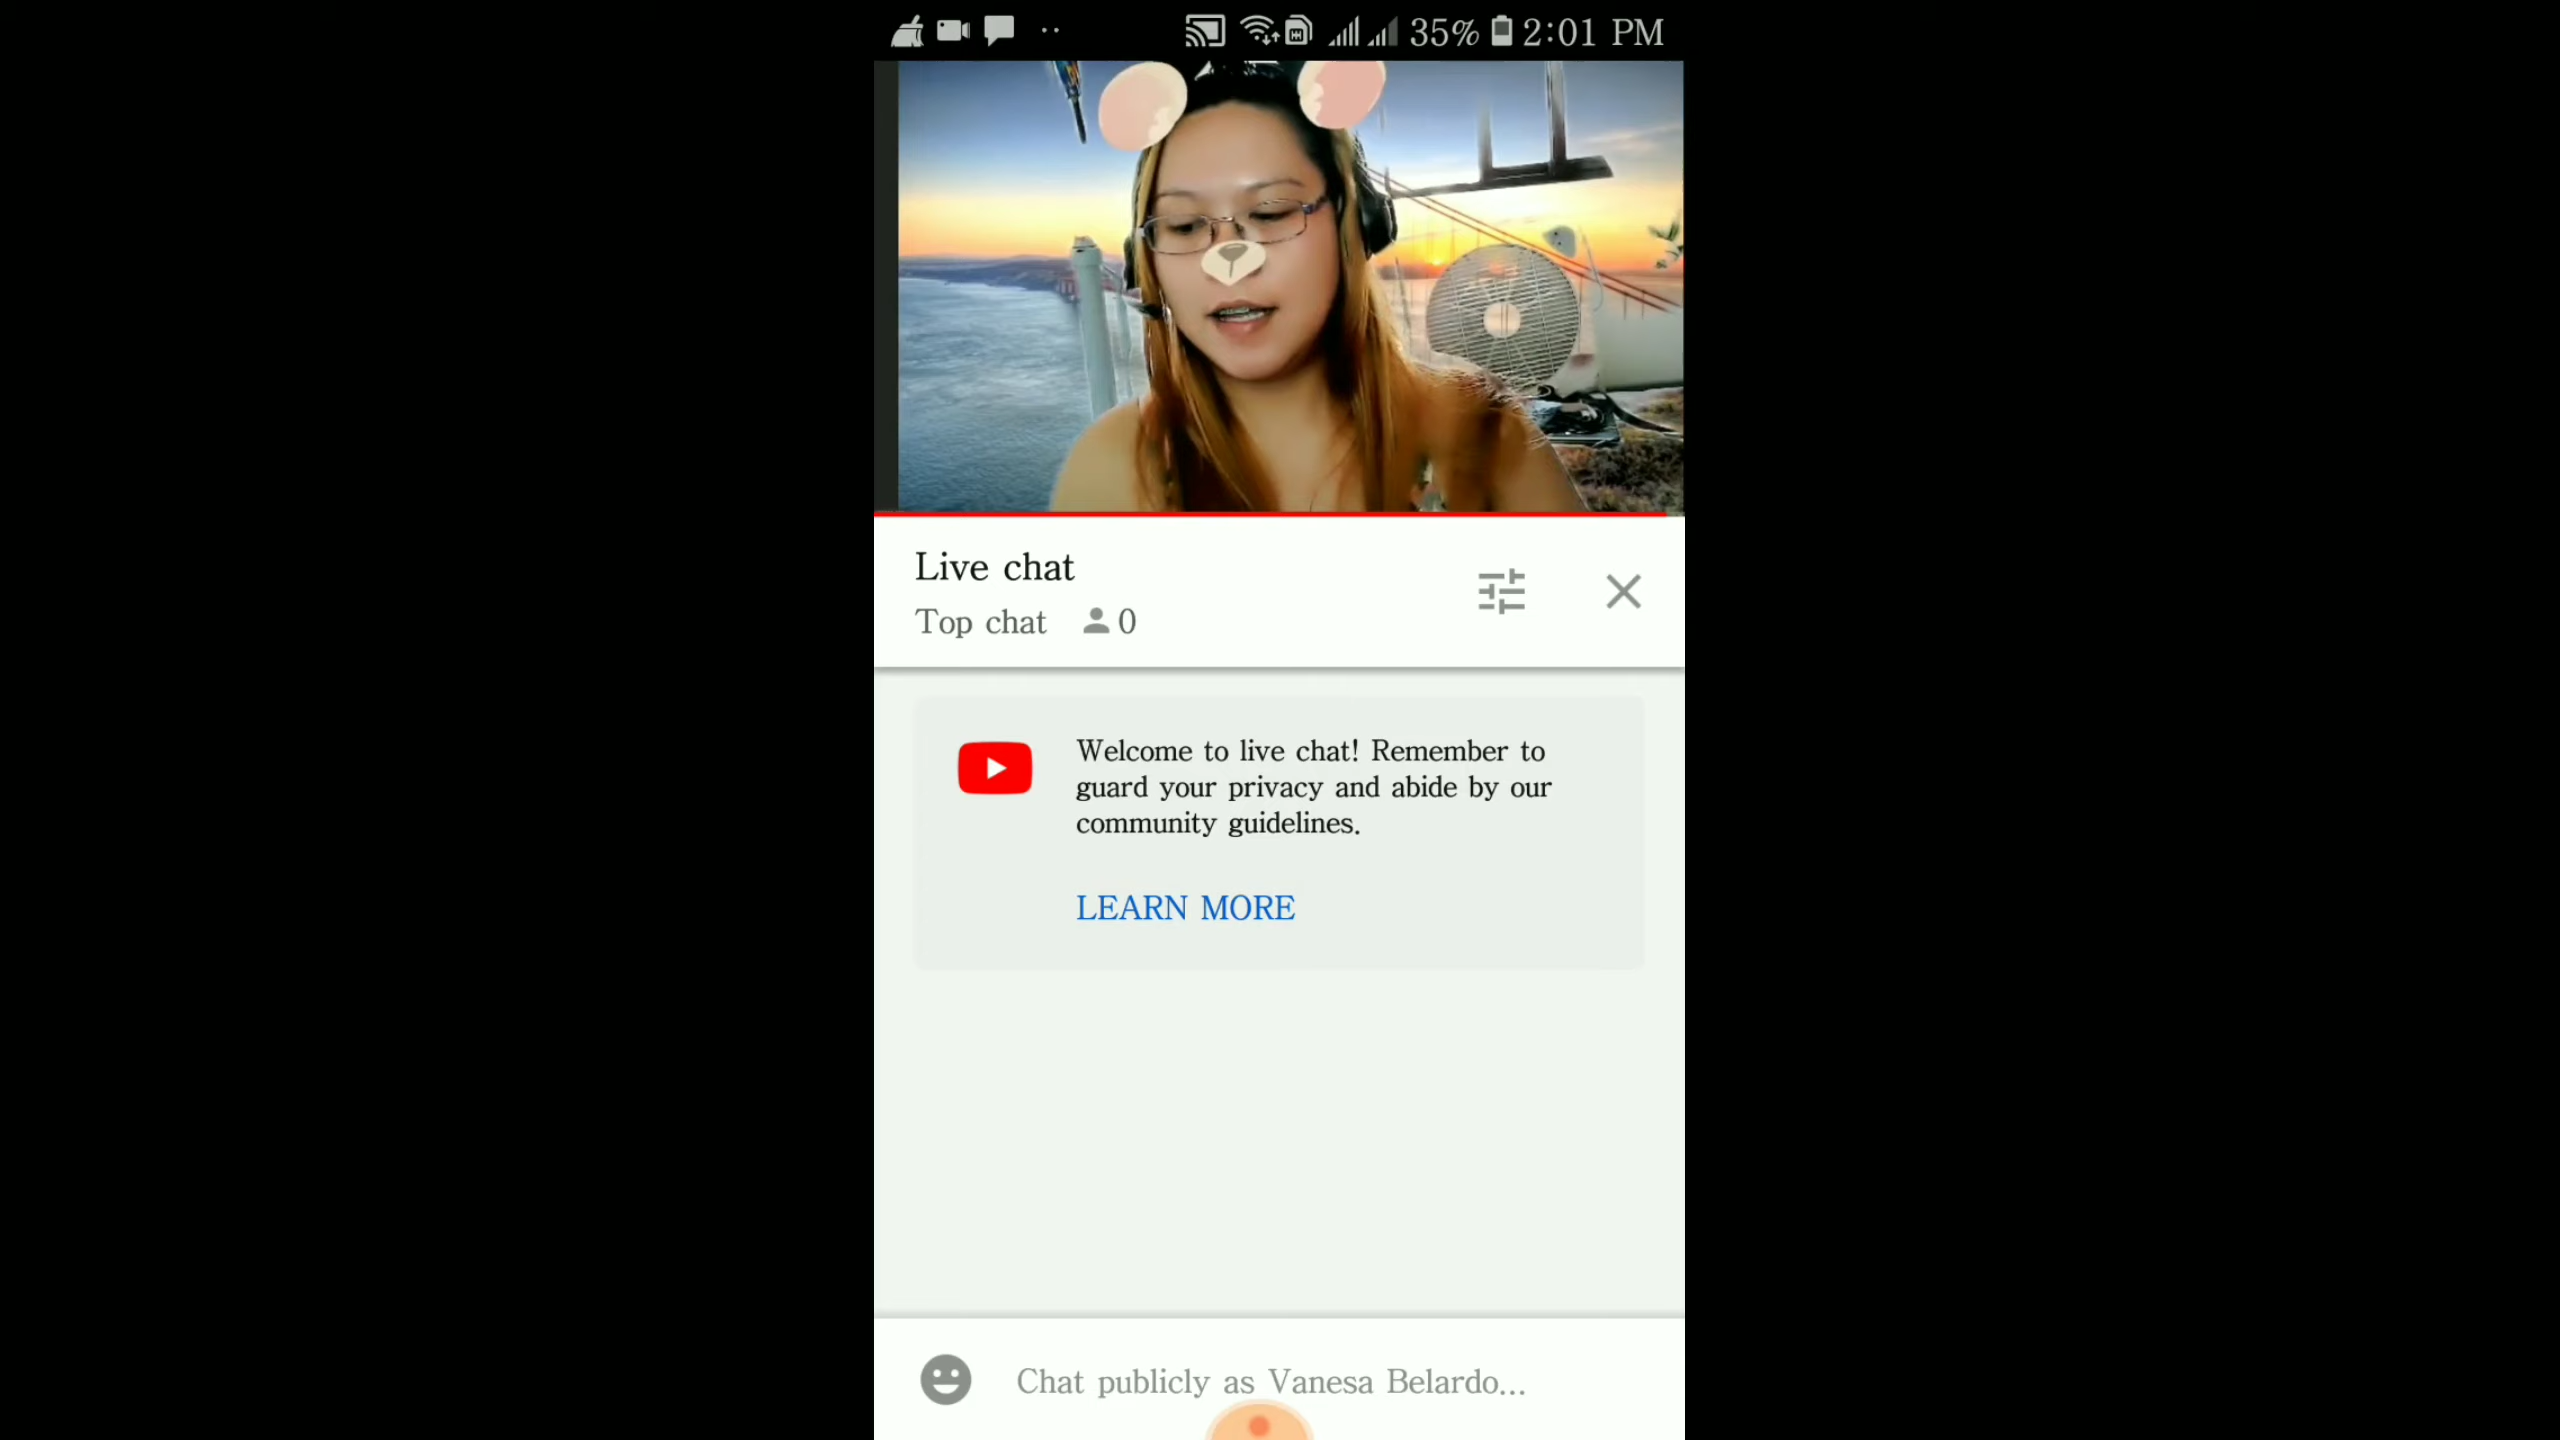 35% 2:01 PM
Live chat
Top chat 0
Welcome to live chat! Remember to
guard your privacy and abide by our
community guidelines.
LEARN MORE
Chat publicly as Vanesa Belardo...